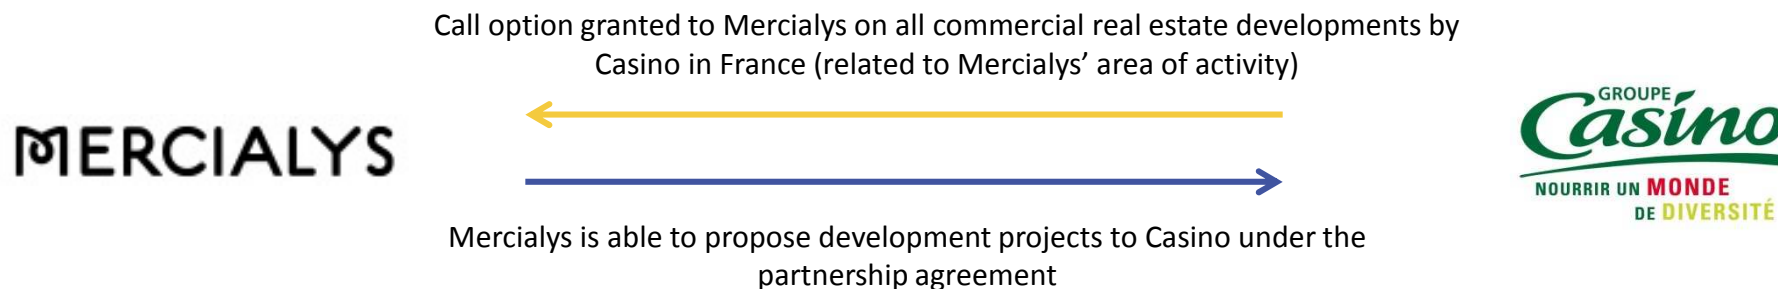 Call option granted to Mercialys on all commercial real estate developments by
Casino in France (related to Mercialys’ area of activity)
MERCIALYS
GROUPE
Casino
NOURRIR UN MONDE
DE DIVERSITÉ
Mercialys is able to propose development projects to Casino under the
partnership agreement